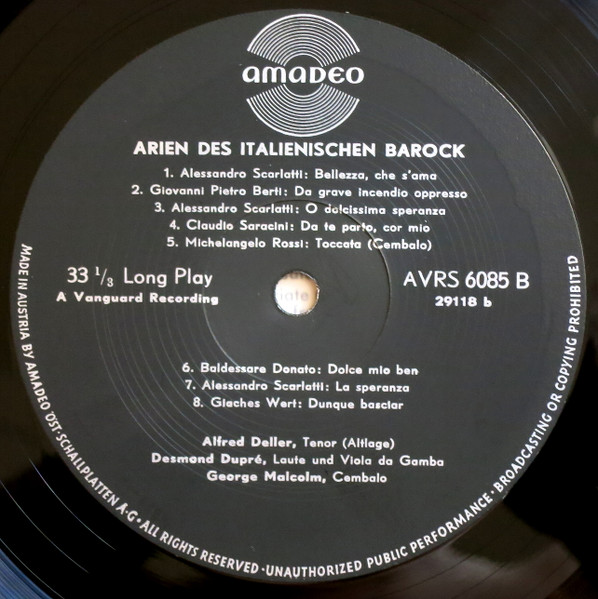 AMADEO
ARIEN DES ITALIENISCHEN BAROCK
1. Alessandro Scarlatti: Bellezza, che s'ama
2. Giovanni Pietro Berti: Da grave incendio oppresso
3. Alessandro Scarlatti: O dolcissima speranza
4. Claudio Saracini: Da te parto, cor mio
5. Michelangelo Rossi: Toccata (Cembalo)
33 1/3 Long Play
A Vanguard Recording
AVRS 6085 B
29118 b
6. Baldessare Donato: Dolce mio ben
7. Alessandro Scarlatti: La speranza
8. Giaches Wert: Dunque basciar
Alfred Deller, Tenor (Altlage)
Desmond Dupré, Laute und Viola da Gamba
George Malcolm, Cembalo
MADE IN AUSTRIA BY AMADEO ÖST. SCHALLPLATTEN A·G · ALL RIGHTS RESERVED · UNAUTHORIZED PUBLIC PERFORMANCE · BROADCASTING OR COPYING PROHIBITED